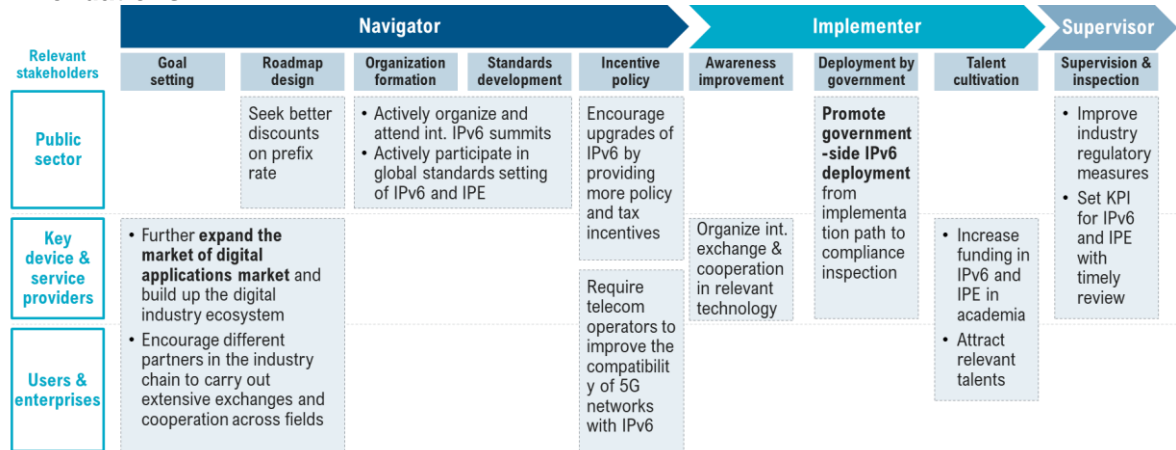 Navigator
Implementer
Supervisor
Relevant
stakeholders
Goal
setting
Roadmap
design
Organization
formation
Standards
development
Incentive
policy
Awareness
improvement
Deployment by
government
Talent
cultivation
Supervision &
inspection
Public
sector
Seek better
discounts
on prefix
rate
• Actively organize and
attend int. IPv6 summits
• Actively participate in
global standards setting
of IPv6 and IPE
Encourage
upgrades of
IPv6 by
providing
more policy
and tax
incentives
Promote
government
-side IPv6
deployment
from
implementa
tion path to
compliance
inspection
• Improve
industry
regulatory
measures
• Set KPI
for IPv6
and IPE
with
timely
review
Key
device &
service
providers
• Further expand the
market of digital
applications market and
build up the digital
industry ecosystem
• Encourage different
partners in the industry
chain to carry out
extensive exchanges and
cooperation across fields
Require
telecom
operators to
improve the
compatibilit
y of 5G
networks
with IPv6
Organize int.
exchange &
cooperation
in relevant
technology
• Increase
funding in
IPv6 and
IPE in
academia
• Attract
relevant
talents
Users &
enterprises